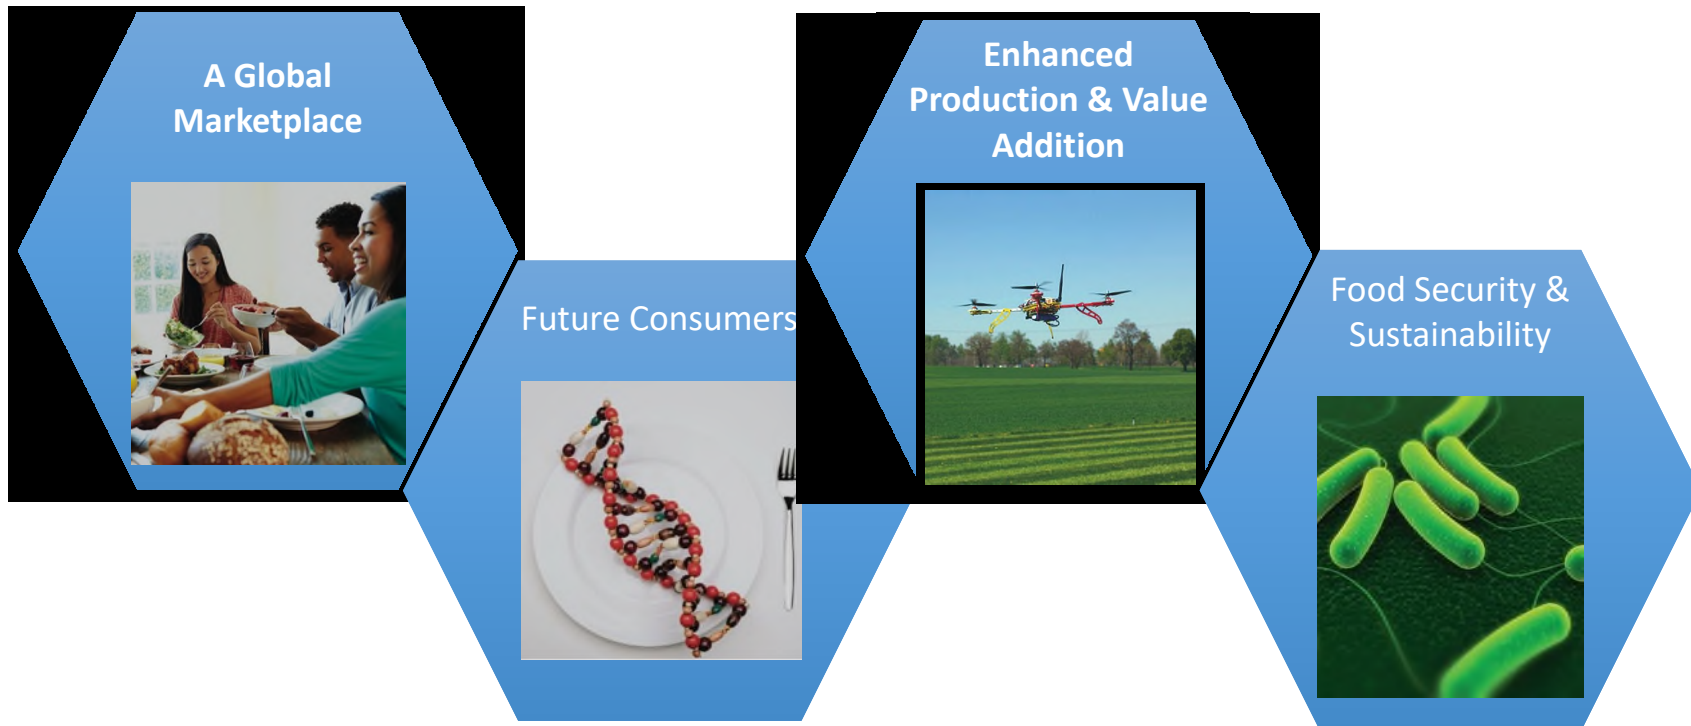 A Global
Marketplace
Future Consumers
Enhanced
Production & Value
Addition
Food Security &
Sustainability